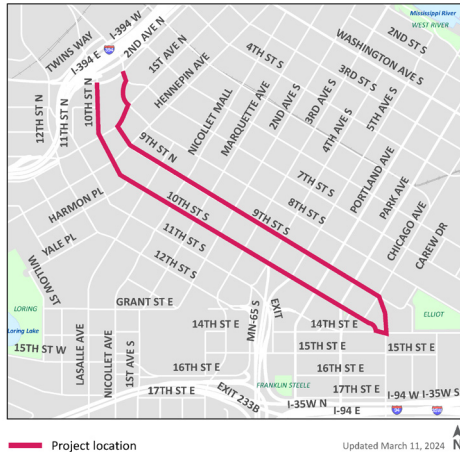 Mississippi River
WEST RIVER
TWINS WAY
I-394 W
I-394 E
2ND AVE N
1ST AVE N
HENNEPIN AVE
4TH ST S
WASHINGTON AVE S
2ND ST S
3RD ST S
5TH AVE S
4TH AVE S
3RD AVE S
2ND AVE S
MARQUETTE AVE
NICOLLET MALL
10TH ST N
11TH ST N
12TH ST N
9TH ST N
7TH ST S
8TH ST S
PORTLAND AVE
PARK AVE
CHICAGO AVE
CAREW DR
HARMON PL
10TH ST S
9TH ST S
YALE PL
11TH ST S
12TH ST S
WILLOW ST
GRANT ST E
LORING
Loring Lake
MN-65 S
EXIT
ELLIOT
14TH ST E
14TH ST E
15TH ST W
LASALLE AVE
NICOLLET AVE
1ST AVE S
15TH ST E
15TH ST E
16TH ST E
16TH ST E
17TH ST E
EXIT 233B
FRANKLIN STEELE
17TH ST E
I-94 W
I-35W S
I-35W N
I-94 E
Project location
Updated March 11, 2024
N